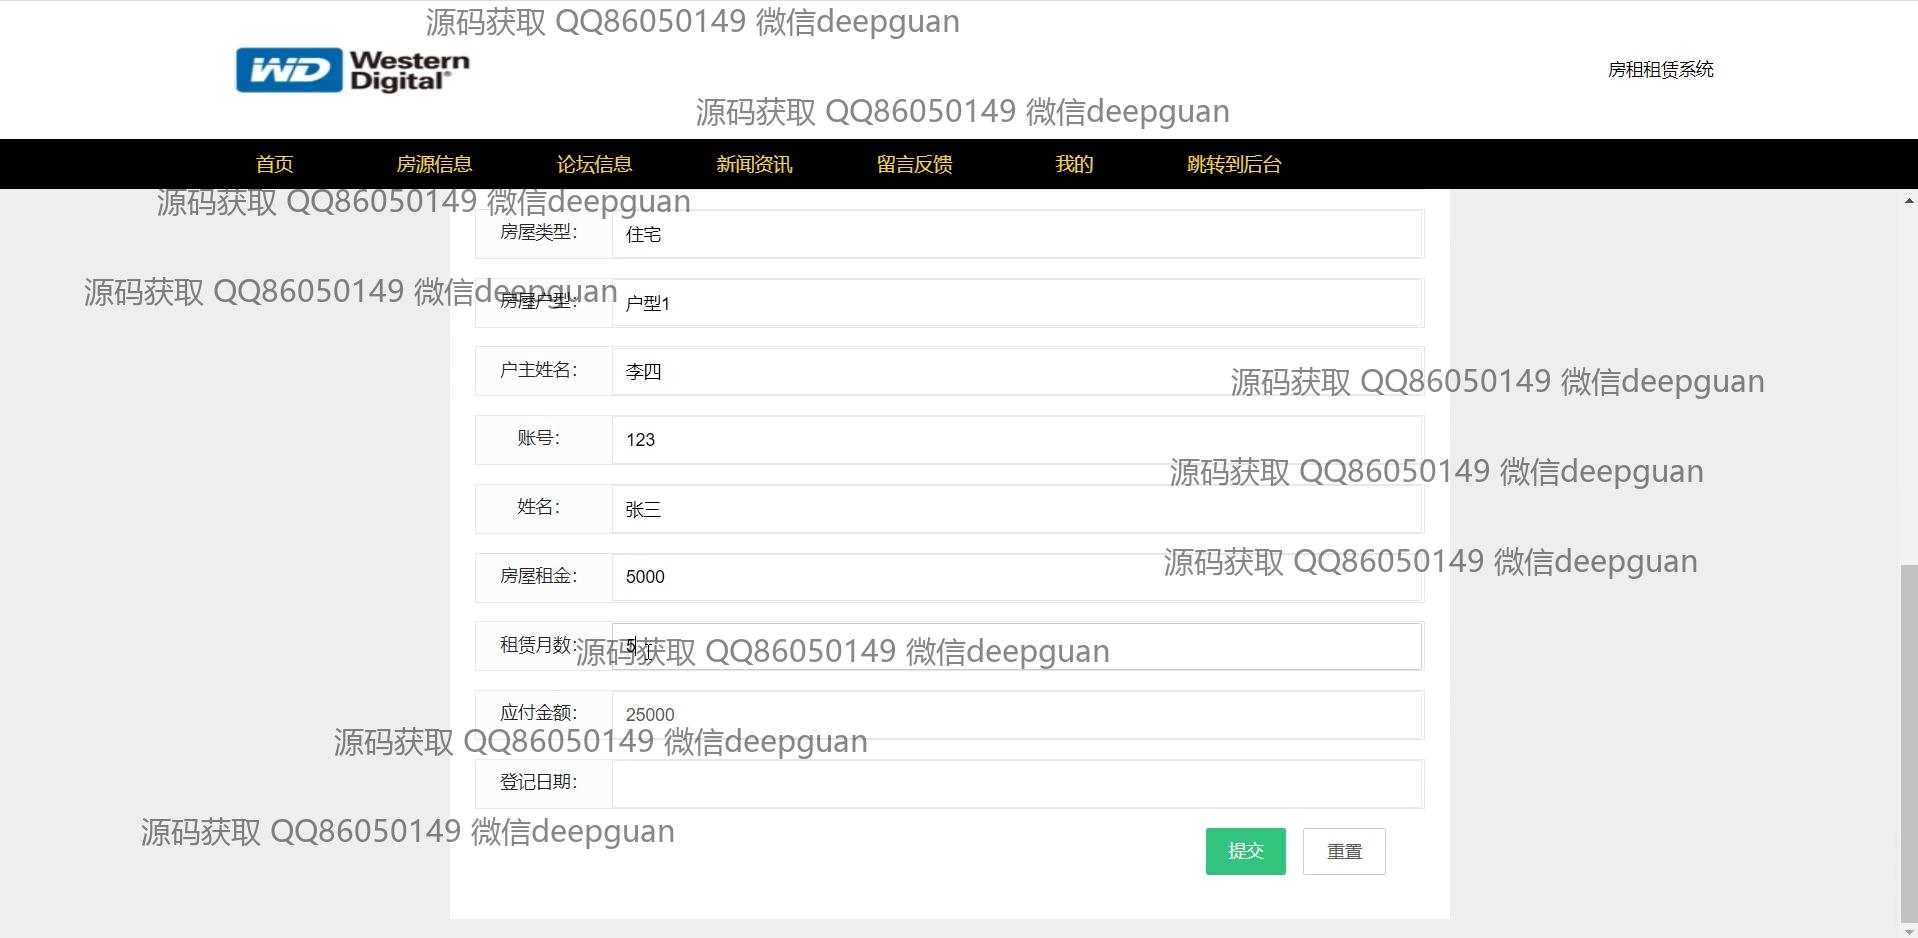 源码获取 QQ86050149 微信deepguan
WD Western Digital®
房租租赁系统
源码获取 QQ86050149 微信deepguan
首页 房源信息 论坛信息 新闻资讯 留言反馈 我的 跳转到后台
源码获取 QQ86050149 微信deepguan
房屋类型： 住宅
源码获取 QQ86050149 微信deepguan
房屋户型： 户型1
户主姓名： 李四
源码获取 QQ86050149 微信deepguan
账号： 123
源码获取 QQ86050149 微信deepguan
姓名： 张三
源码获取 QQ86050149 微信deepguan
房屋租金： 5000
租赁月数： 5
源码获取 QQ86050149 微信deepguan
应付金额： 25000
源码获取 QQ86050149 微信deepguan
登记日期：
源码获取 QQ86050149 微信deepguan
提交 重置